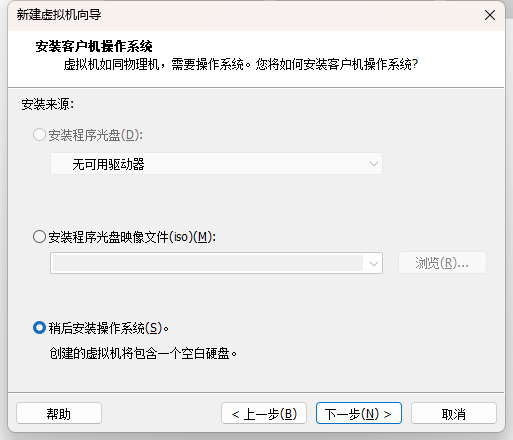 新建虚拟机向导
安装客户机操作系统
虚拟机如同物理机，需要操作系统。您将如何安装客户机操作系统?
安装来源:
安装程序光盘(D):
无可用驱动器
安装程序光盘映像文件(iso)(M):
浏览(R)...
稍后安装操作系统(S)。
创建的虚拟机将包含一个空白硬盘。
帮助
< 上一步(B)
下一步(N) >
取消